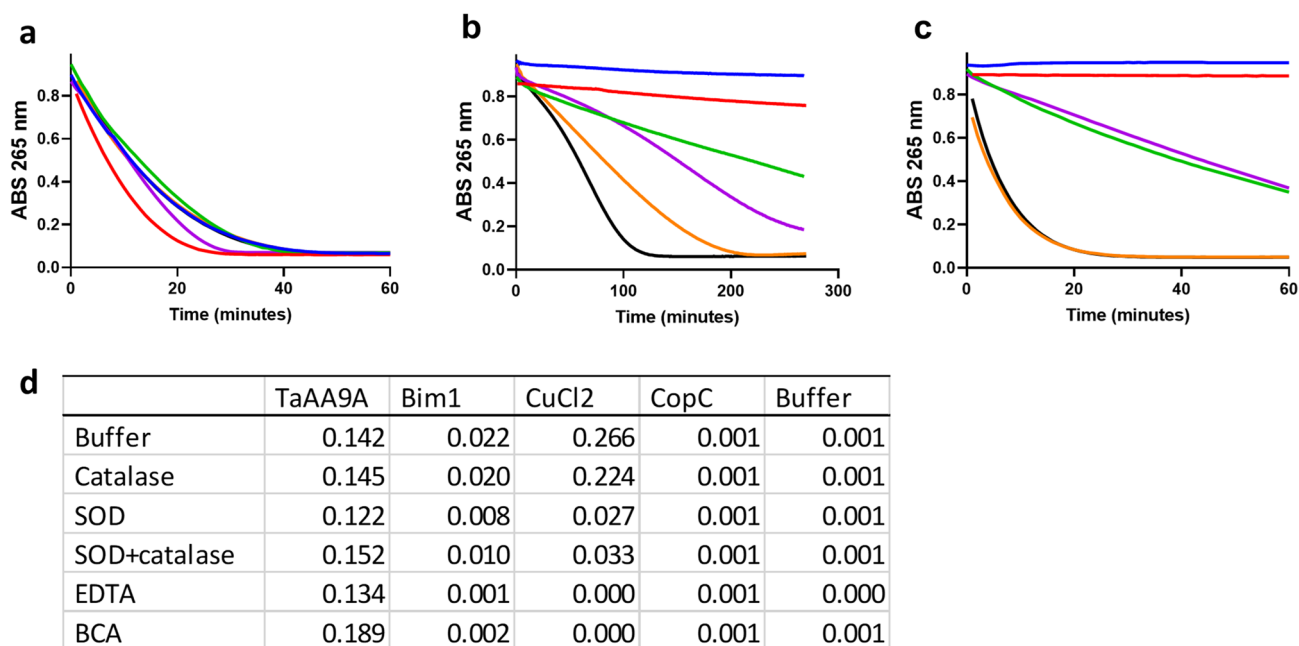 a
ABS 265 nm
0.8
0.6
0.4
0.2
0.0
0 20 40 60
Time (minutes)
b
ABS 265 nm
0.8
0.6
0.4
0.2
0.0
0 100 200 300
Time (minutes)
c
ABS 265 nm
0.8
0.6
0.4
0.2
0.0
0 20 40 60
Time (minutes)
d
TaAA9A Bim1 CuCl2 CopC Buffer
Buffer 0.142 0.022 0.266 0.001 0.001
Catalase 0.145 0.020 0.224 0.001 0.001
SOD 0.122 0.008 0.027 0.001 0.001
SOD+catalase 0.152 0.010 0.033 0.001 0.001
EDTA 0.134 0.001 0.000 0.001 0.000
BCA 0.189 0.002 0.000 0.001 0.001